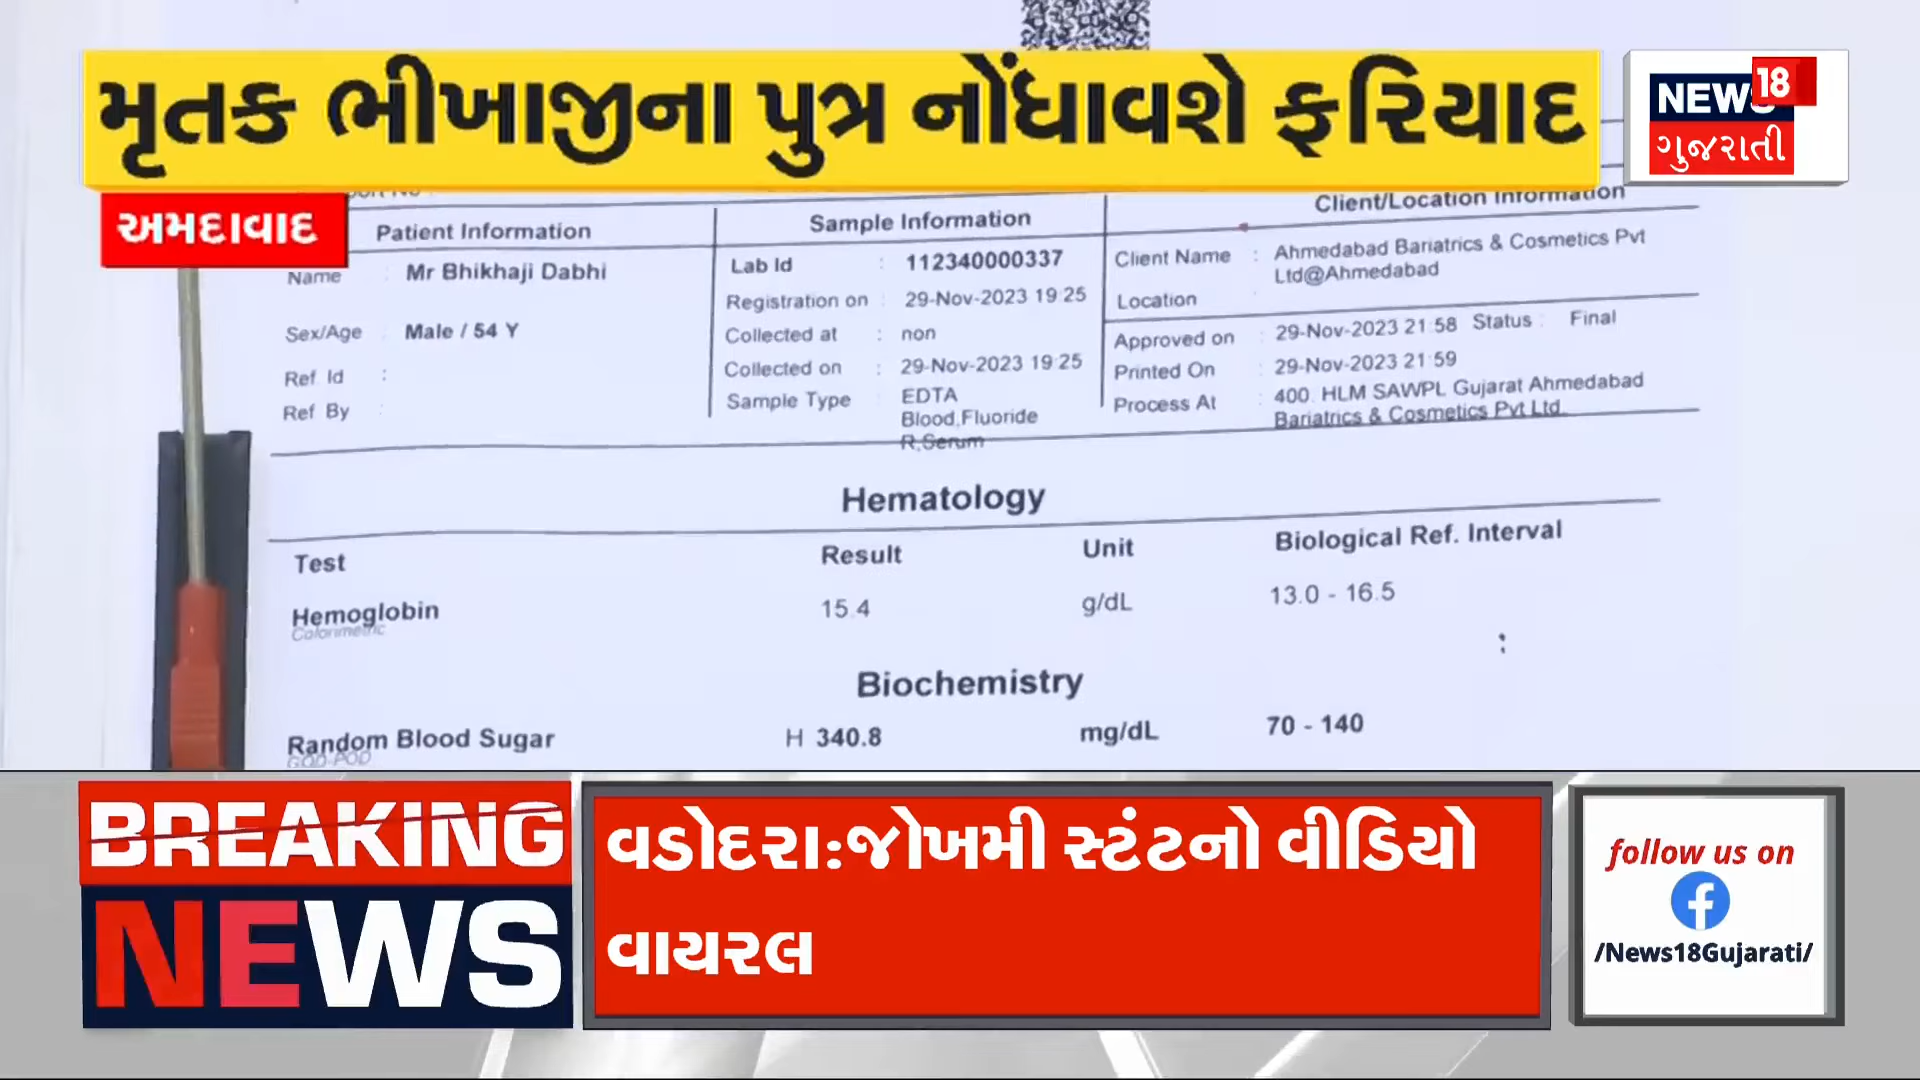 મૃતક ભીખાજીના પુત્ર નોંધાવશે ફરિયાદ
NEWS 18
ગુજરાતી
અમદાવાદ
Patient Information
Sample Information
Client/Location Information
Name : Mr Bhikhaji Dabhi
Sex/Age : Male / 54 Y
Ref Id :
Ref By :
Lab Id : 112340000337
Registration on : 29-Nov-2023 19:25
Collected at : non
Collected on : 29-Nov-2023 19:25
Sample Type : EDTA
Blood,Fluoride
R,Serum
Client Name : Ahmedabad Bariatrics & Cosmetics Pvt
Ltd@Ahmedabad
Location :
Approved on : 29-Nov-2023 21:58 Status : Final
Printed On : 29-Nov-2023 21:59
Process At : 400. HLM SAWPL Gujarat Ahmedabad
Bariatrics & Cosmetics Pvt Ltd.
Hematology
Test Result Unit Biological Ref. Interval
Hemoglobin 15.4 g/dL 13.0 - 16.5
Colorimetric
Biochemistry
Random Blood Sugar H 340.8 mg/dL 70 - 140
GOD-POD
BREAKING
NEWS
વડોદરા:જોખમી સ્ટંટનો વીડિયો
વાયરલ
follow us on
/News18Gujarati/